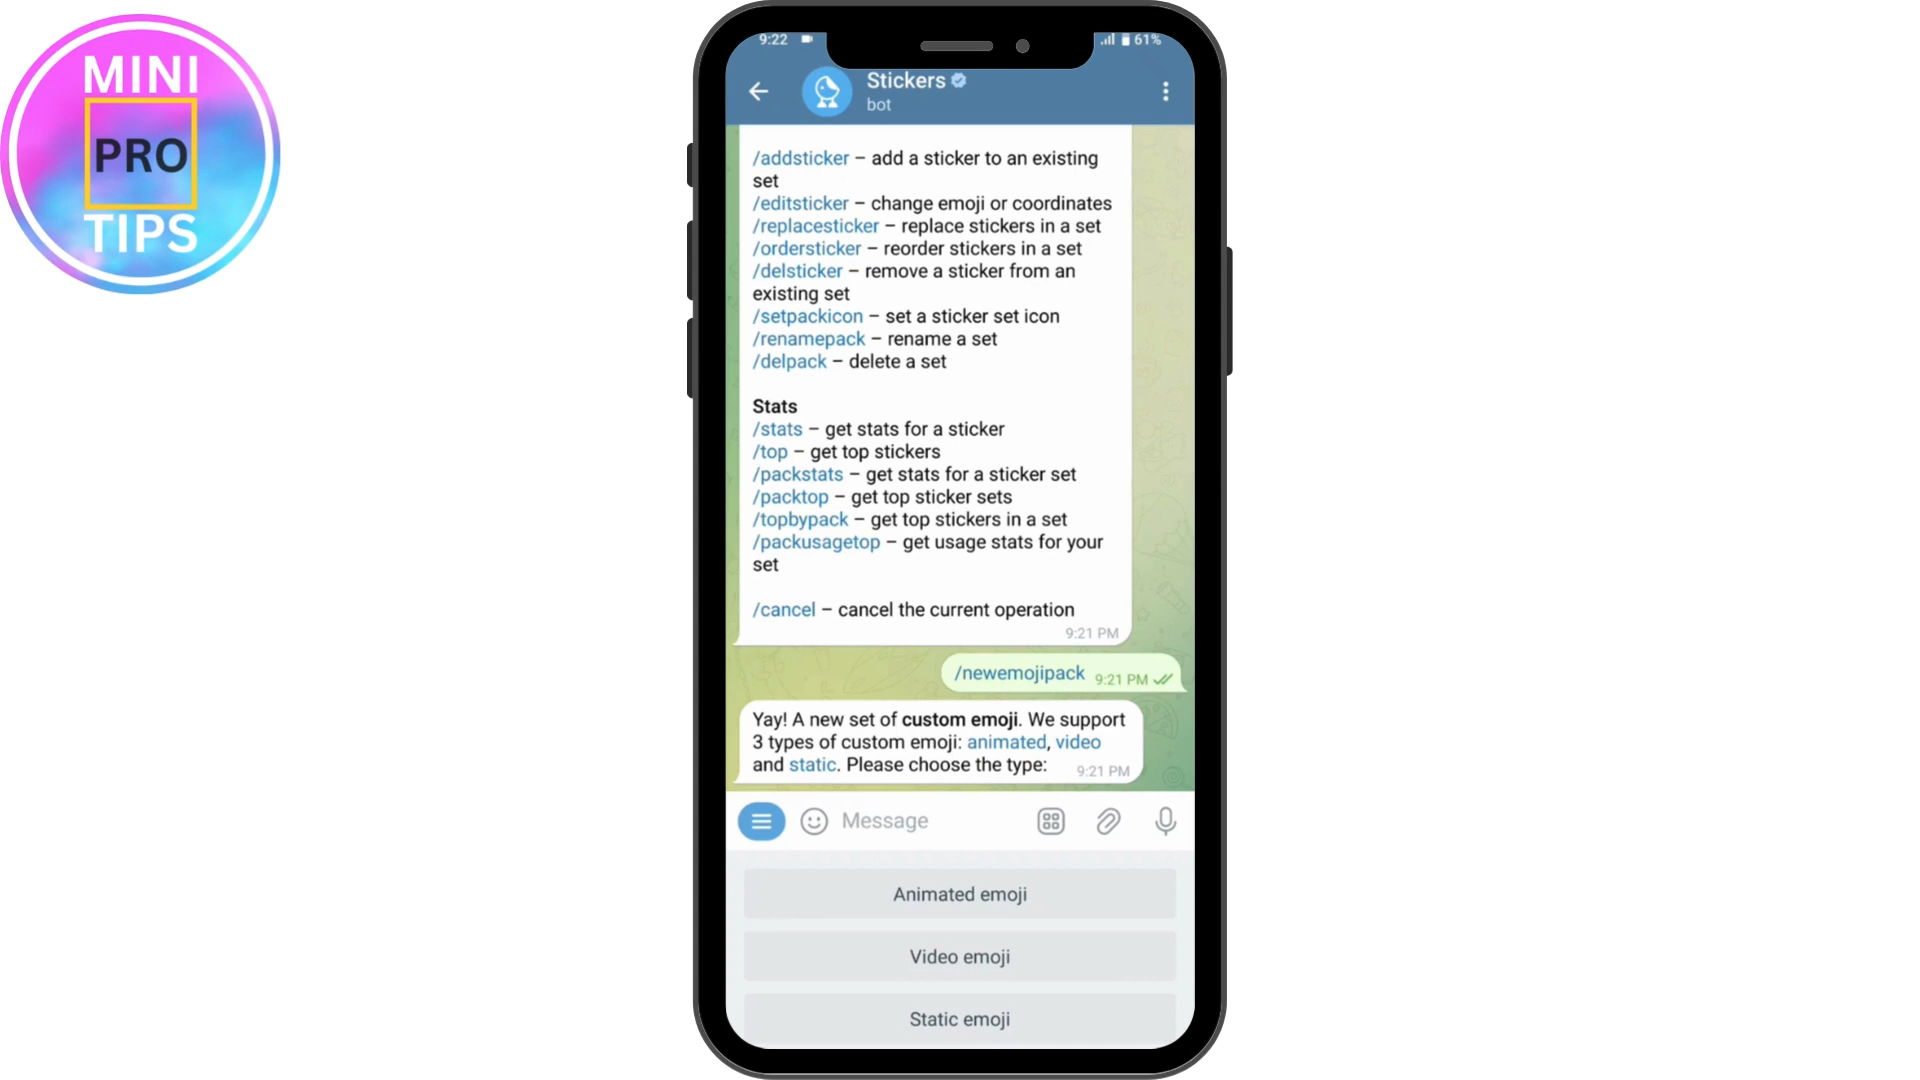 MINI
PRO
TIPS
9:22
61%
Stickers
bot
/addsticker – add a sticker to an existing
set
/editsticker – change emoji or coordinates
/replacesticker – replace stickers in a set
/ordersticker – reorder stickers in a set
/delsticker – remove a sticker from an
existing set
/setpackicon – set a sticker set icon
/renamepack – rename a set
/delpack – delete a set
Stats
/stats – get stats for a sticker
/top – get top stickers
/packstats – get stats for a sticker set
/packtop – get top sticker sets
/topbypack – get top stickers in a set
/packusagetop – get usage stats for your
set
/cancel – cancel the current operation
9:21 PM
/newemojipack 9:21 PM
Yay! A new set of custom emoji. We support
3 types of custom emoji: animated, video
and static. Please choose the type: 9:21 PM
Message
Animated emoji
Video emoji
Static emoji